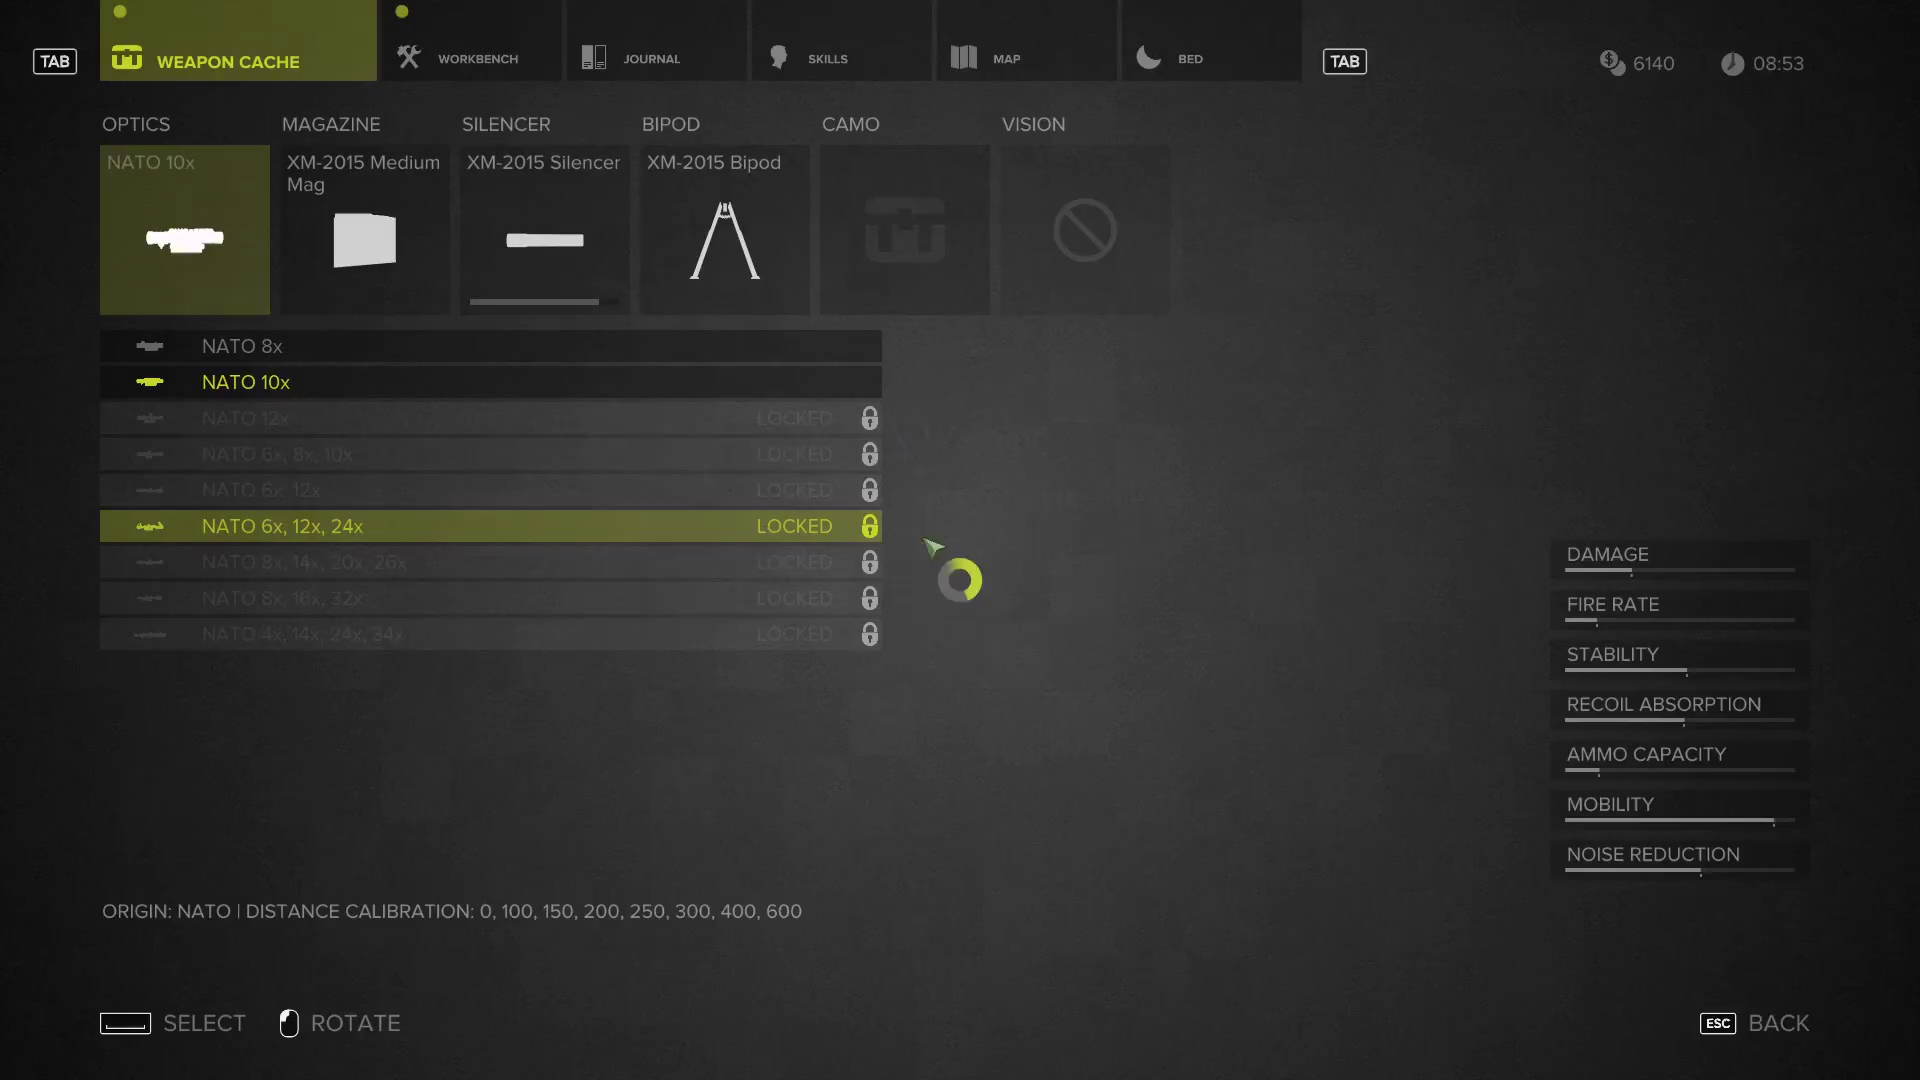 TAB
WEAPON CACHE
WORKBENCH
JOURNAL
SKILLS
MAP
BED
TAB
6140
08:53
OPTICS
MAGAZINE
SILENCER
BIPOD
CAMO
VISION
NATO 10x
XM-2015 Medium
Mag
XM-2015 Silencer
XM-2015 Bipod
NATO 8x
NATO 10x
NATO 12x LOCKED
NATO 6x, 8x, 10x LOCKED
NATO 6x, 12x LOCKED
NATO 6x, 12x, 24x LOCKED
NATO 8x, 14x, 20x, 26x LOCKED
NATO 8x, 16x, 32x LOCKED
NATO 4x, 14x, 24x, 34x LOCKED
DAMAGE
FIRE RATE
STABILITY
RECOIL ABSORPTION
AMMO CAPACITY
MOBILITY
NOISE REDUCTION
ORIGIN: NATO | DISTANCE CALIBRATION: 0, 100, 150, 200, 250, 300, 400, 600
SELECT
ROTATE
ESC BACK